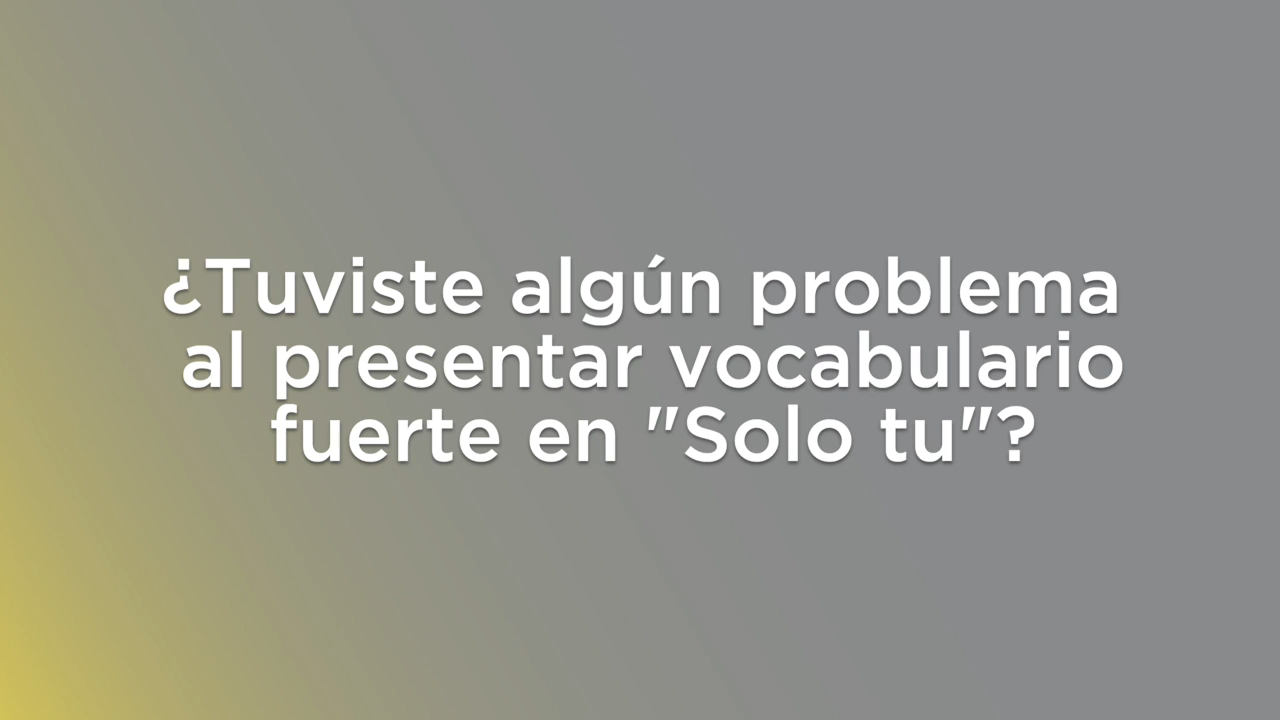 ¿Tuviste algún problema
al presentar vocabulario
fuerte en "Solo tu"?